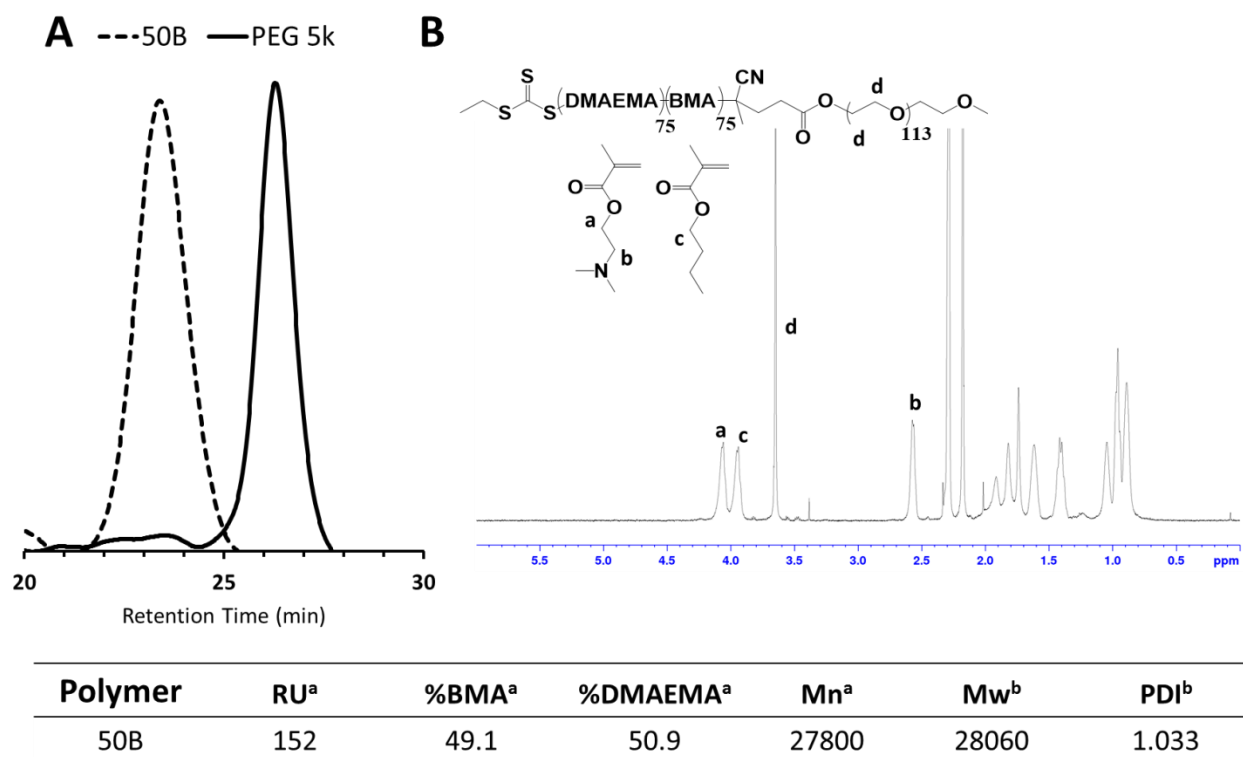 A
50B
PEG 5k
20
25
30
Retention Time (min)
B
S
S
S
(DMAEMA)
75
(BMA)
75
CN
O
O
d
d
O
113
O
O
O
a
b
N
O
O
c
d
a
c
b
5.5 5.0 4.5 4.0 3.5 3.0 2.5 2.0 1.5 1.0 0.5 ppm
Polymer RUᵃ %BMAᵃ %DMAEMAᵃ Mnᵃ Mwᵇ PDIᵇ
50B 152 49.1 50.9 27800 28060 1.033